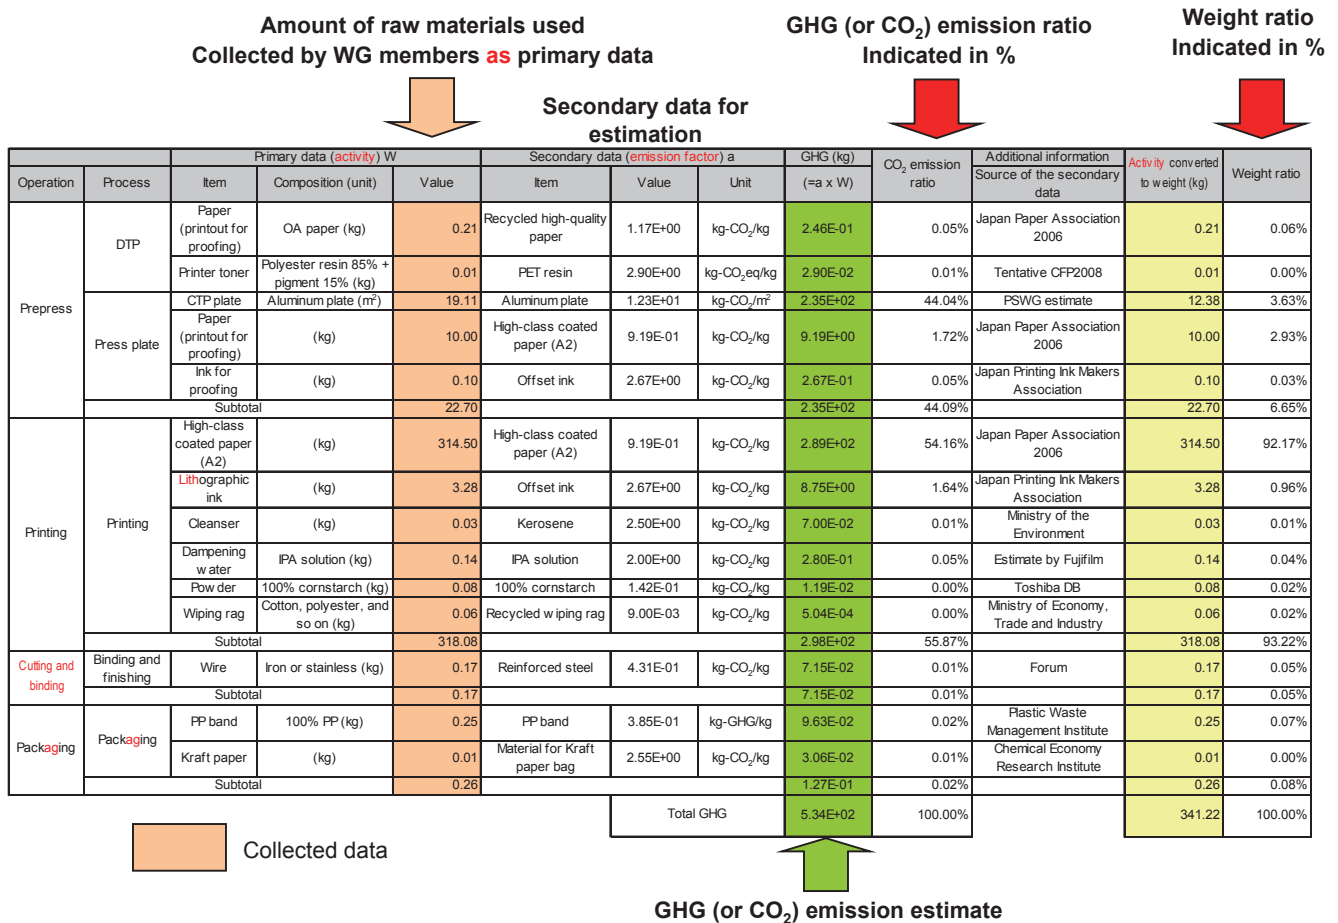 Amount of raw materials used
Collected by WG members as primary data
GHG (or CO₂) emission ratio
Indicated in %
Weight ratio
Indicated in %
Secondary data for
estimation
Primary data (activity) W
Secondary data (emission factor) a
GHG (kg)
CO₂ emission
ratio
Additional information
Activity converted
to weight (kg)
Weight ratio
Operation
Process
Item
Composition (unit)
Value
Item
Value
Unit
(=a x W)
Source of the secondary
data
Prepress
DTP
Paper
(printout for
proofing)
OA paper (kg)
0.21
Recycled high-quality
paper
1.17E+00
kg-CO₂/kg
2.46E-01
0.05%
Japan Paper Association
2006
0.21
0.06%
Printer toner
Polyester resin 85% +
pigment 15% (kg)
0.01
PET resin
2.90E+00
kg-CO₂eq/kg
2.90E-02
0.01%
Tentative CFP2008
0.01
0.00%
Press plate
CTP plate
Aluminum plate (m²)
19.11
Aluminum plate
1.23E+01
kg-CO₂/m²
2.35E+02
44.04%
PSWG estimate
12.38
3.63%
Paper
(printout for
proofing)
(kg)
10.00
High-class coated
paper (A2)
9.19E-01
kg-CO₂/kg
9.19E+00
1.72%
Japan Paper Association
2006
10.00
2.93%
Ink for
proofing
(kg)
0.10
Offset ink
2.67E+00
kg-CO₂/kg
2.67E-01
0.05%
Japan Printing Ink Makers
Association
0.10
0.03%
Subtotal
22.70
2.35E+02
44.09%
22.70
6.65%
Printing
Printing
High-class
coated paper
(A2)
(kg)
314.50
High-class coated
paper (A2)
9.19E-01
kg-CO₂/kg
2.89E+02
54.16%
Japan Paper Association
2006
314.50
92.17%
Lithographic
ink
(kg)
3.28
Offset ink
2.67E+00
kg-CO₂/kg
8.75E+00
1.64%
Japan Printing Ink Makers
Association
3.28
0.96%
Cleanser
(kg)
0.03
Kerosene
2.50E+00
kg-CO₂/kg
7.00E-02
0.01%
Ministry of the
Environment
0.03
0.01%
Dampening
water
IPA solution (kg)
0.14
IPA solution
2.00E+00
kg-CO₂/kg
2.80E-01
0.05%
Estimate by Fujifilm
0.14
0.04%
Powder
100% cornstarch (kg)
0.08
100% cornstarch
1.42E-01
kg-CO₂/kg
1.19E-02
0.00%
Toshiba DB
0.08
0.02%
Wiping rag
Cotton, polyester, and
so on (kg)
0.06
Recycled wiping rag
9.00E-03
kg-CO₂/kg
5.04E-04
0.00%
Ministry of Economy,
Trade and Industry
0.06
0.02%
Subtotal
318.08
2.98E+02
55.87%
318.08
93.22%
Cutting and
binding
Binding and
finishing
Wire
Iron or stainless (kg)
0.17
Reinforced steel
4.31E-01
kg-CO₂/kg
7.15E-02
0.01%
Forum
0.17
0.05%
Subtotal
0.17
7.15E-02
0.01%
0.17
0.05%
Packaging
Packaging
PP band
100% PP (kg)
0.25
PP band
3.85E-01
kg-GHG/kg
9.63E-02
0.02%
Plastic Waste
Management Institute
0.25
0.07%
Kraft paper
(kg)
0.01
Material for Kraft
paper bag
2.55E+00
kg-CO₂/kg
3.06E-02
0.01%
Chemical Economy
Research Institute
0.01
0.00%
Subtotal
0.26
1.27E-01
0.02%
0.26
0.08%
Total GHG
5.34E+02
100.00%
341.22
100.00%
Collected data
GHG (or CO₂) emission estimate